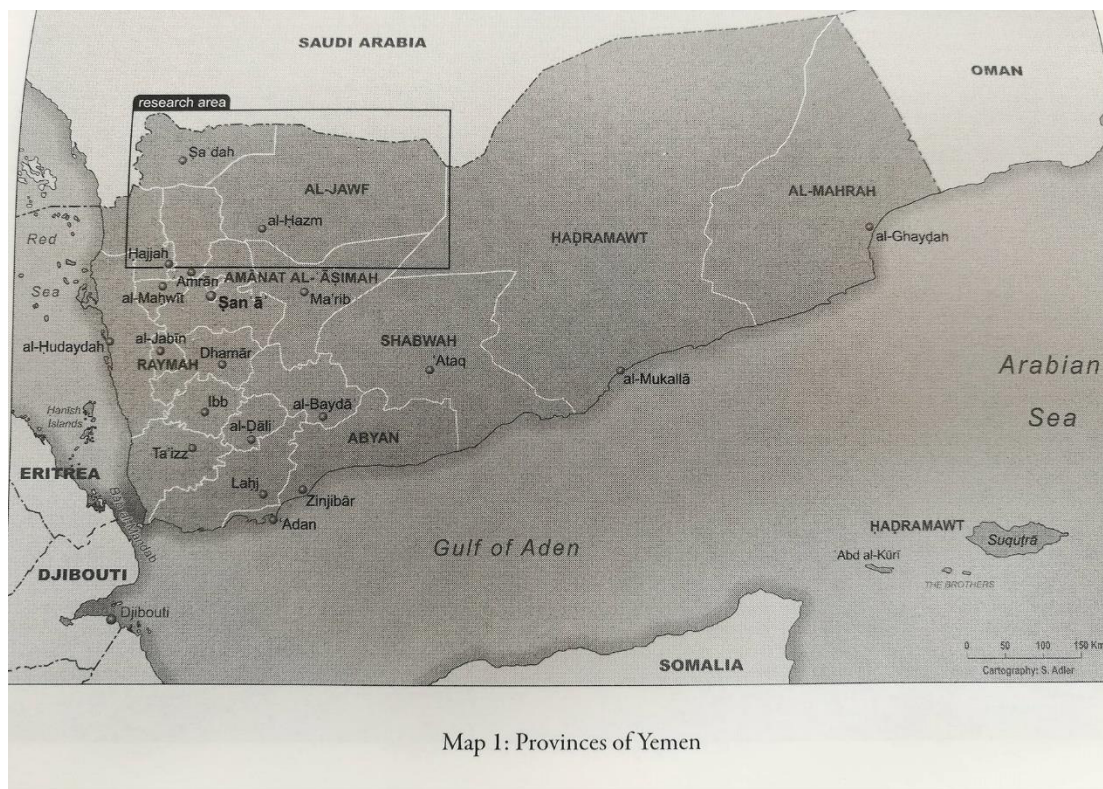 SAUDI ARABIA
OMAN
research area
Ṣa ͑dah
AL-JAWF
al-Ḥazm
AL-MAHRAH
al-Ghayḍah
ḤAḌRAMAWT
Red
Sea
Ḥajjah
Amrān
AMĀNAT AL- ͑ĀṢIMAH
al-Maḥwīt
Ṣan ͑ā ͗
Ma ͗rib
al-Ḥudaydah
al-Jabīn
RAYMAH
Dhamār
SHABWAH
͑Ataq
al-Mukallā
Arabian
Sea
Ibb
al-Bayḍā
Hanīsh
Islands
al-Ḍāli
ABYAN
Ta ͑izz
ERITREA
Laḥj
Zinjibār
͑Adan
Gulf of Aden
ḤAḌRAMAWT
Suquṭrā
͑Abd al-Kūrī
THE BROTHERS
DJIBOUTI
Djibouti
SOMALIA
0 50 100 150 Km
Cartography: S. Adler
Map 1: Provinces of Yemen